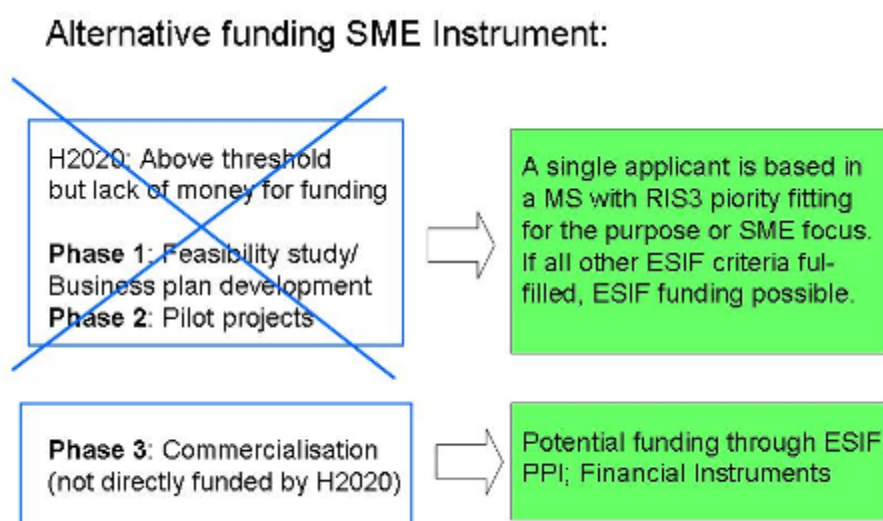 Alternative funding SME Instrument:
H2020: Above threshold
but lack of money for funding
Phase 1: Feasibility study/
Business plan development
Phase 2: Pilot projects
A single applicant is based in
a MS with RIS3 piority fitting
for the purpose or SME focus.
If all other ESIF criteria ful-
filled, ESIF funding possible.
Phase 3: Commercialisation
(not directly funded by H2020)
Potential funding through ESIF
PPI; Financial Instruments